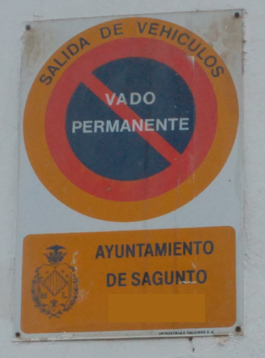 SALIDA DE VEHICULOS
VADO
PERMANENTE
AYUNTAMIENTO
DE SAGUNTO